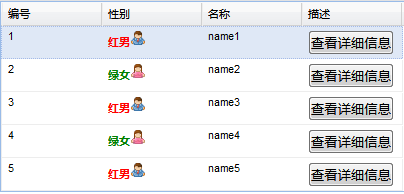 编号 性别 名称 描述
1 红男 name1 查看详细信息
2 绿女 name2 查看详细信息
3 红男 name3 查看详细信息
4 绿女 name4 查看详细信息
5 红男 name5 查看详细信息